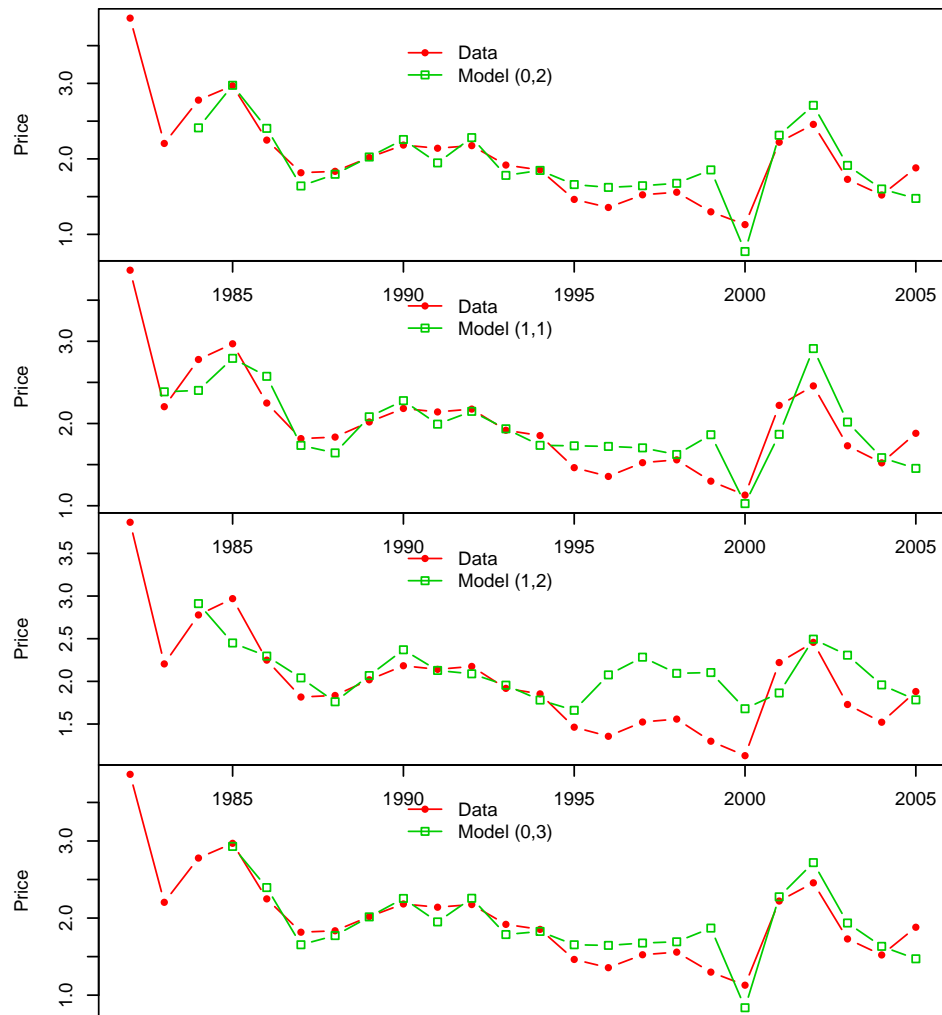 Data
Model (0,2)
Price
1.0 2.0 3.0
1985 1990 1995 2000 2005
Data
Model (1,1)
Price
1.0 2.0 3.0
1985 1990 1995 2000 2005
Data
Model (1,2)
Price
1.5 2.0 2.5 3.0 3.5
1985 1990 1995 2000 2005
Data
Model (0,3)
Price
1.0 2.0 3.0